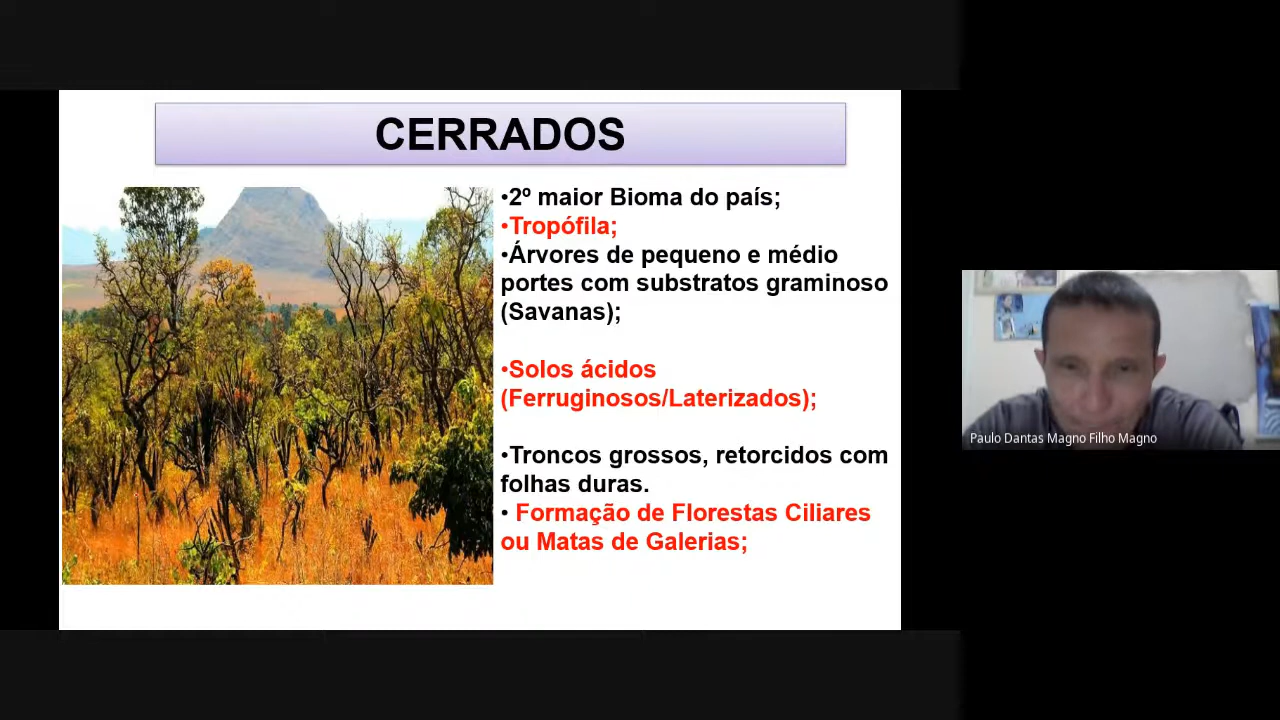 CERRADOS
•2º maior Bioma do país;
•Tropófila;
•Árvores de pequeno e médio
portes com substratos graminoso
(Savanas);
•Solos ácidos
(Ferruginosos/Laterizados);
•Troncos grossos, retorcidos com
folhas duras.
• Formação de Florestas Ciliares
ou Matas de Galerias;
Paulo Dantas Magno Filho Magno